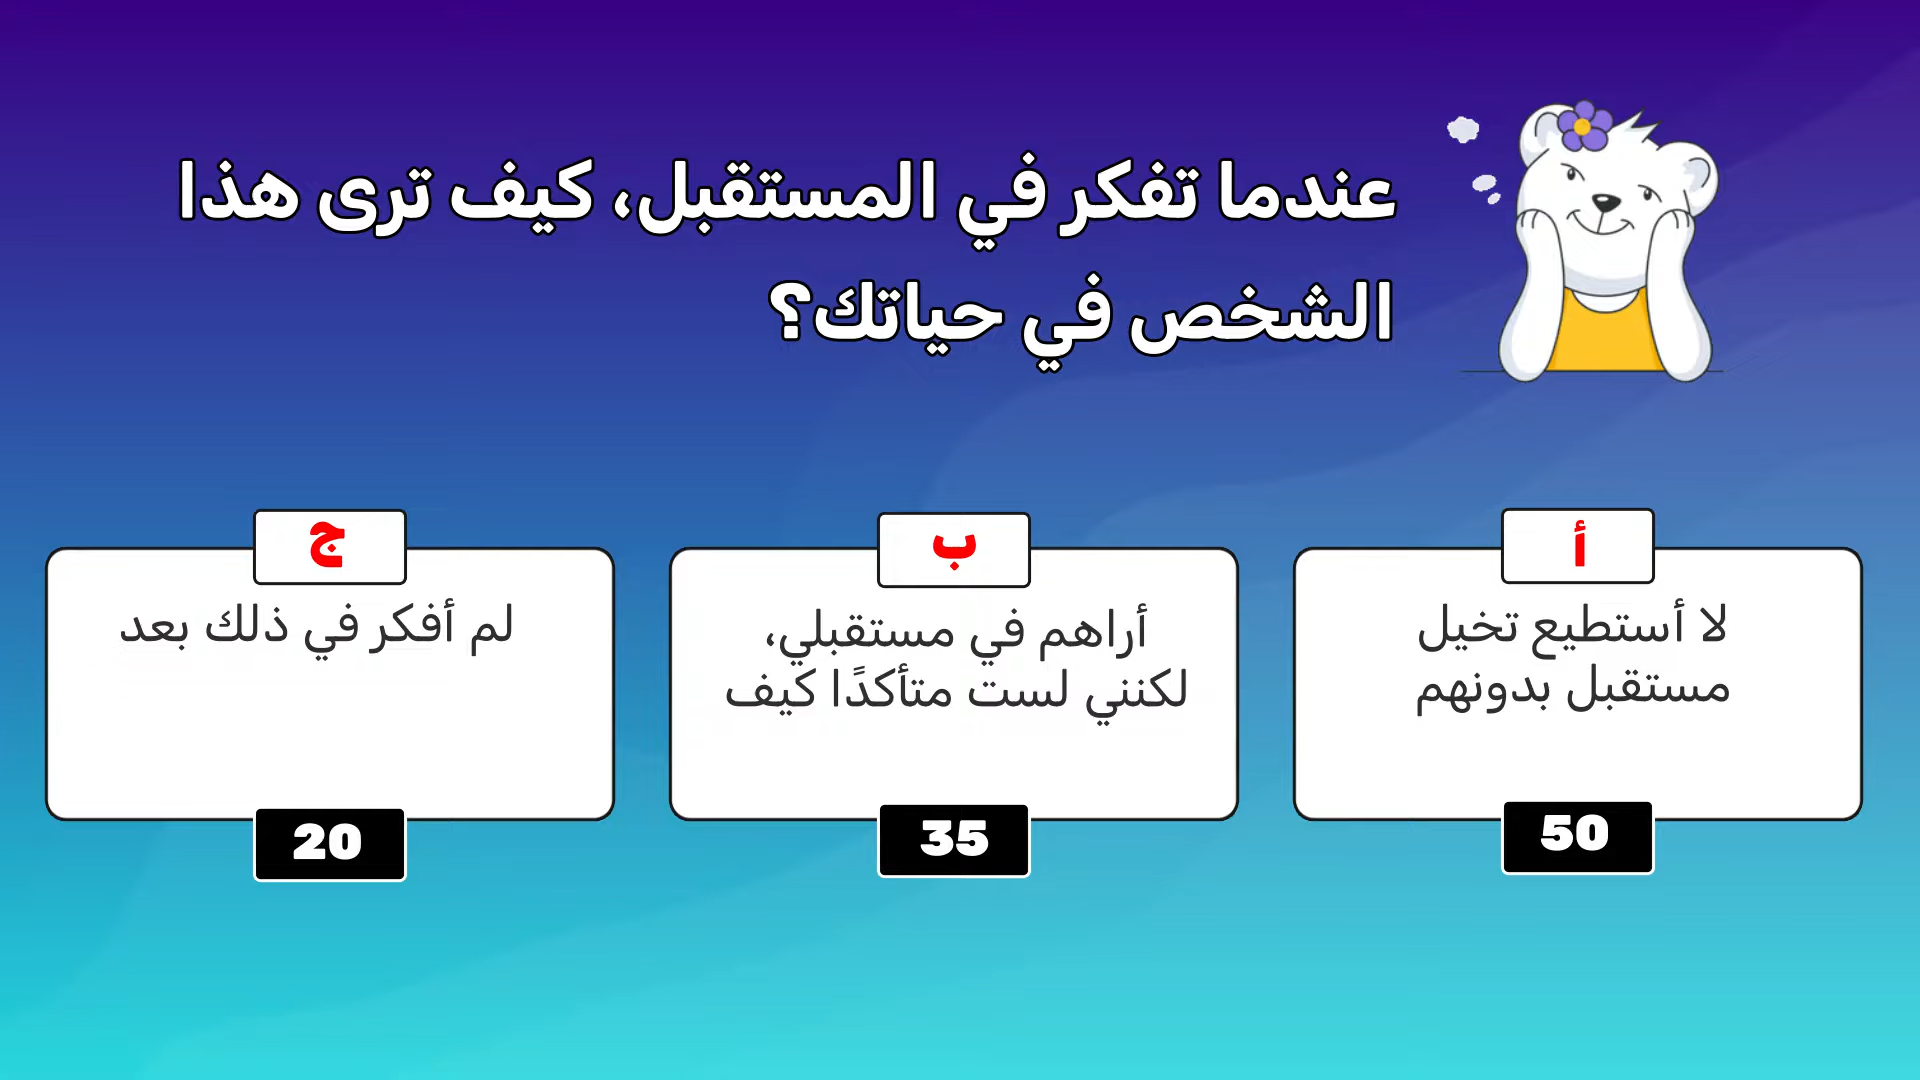 عندما تفكر في المستقبل، كيف ترى هذا
الشخص في حياتك؟
أ
لا أستطيع تخيل
مستقبل بدونهم
50
ب
أراهم في مستقبلي،
لكنني لست متأكدًا كيف
35
ج
لم أفكر في ذلك بعد
20